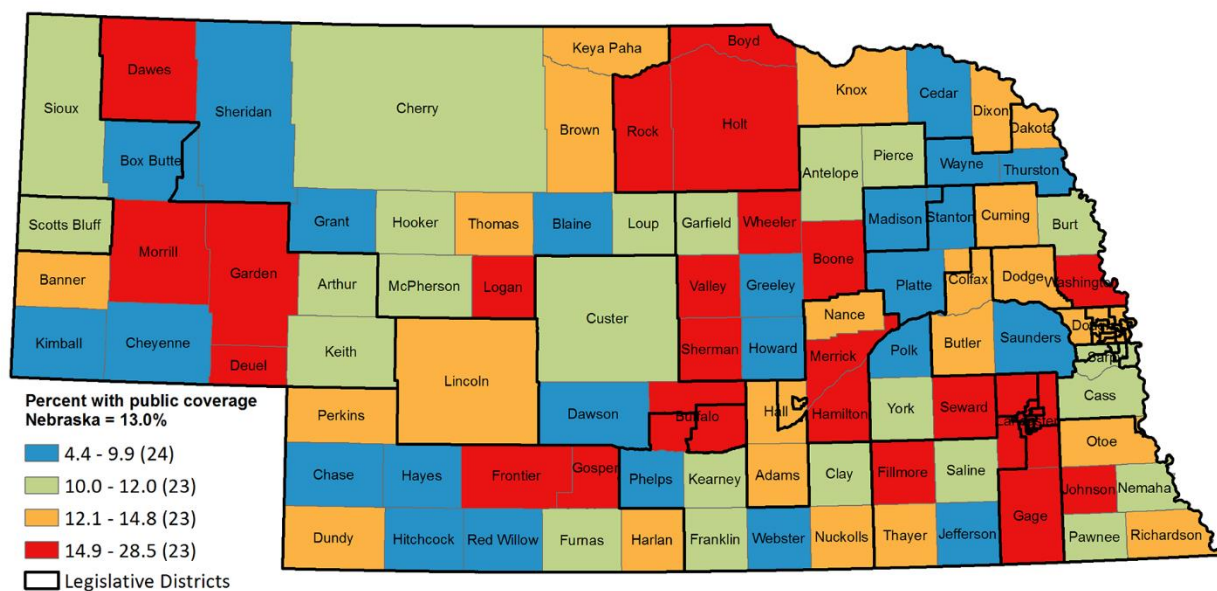 Keya Paha
Boyd
Dawes
Knox
Cedar
Sioux
Sheridan
Cherry
Dixon
Brown
Rock
Holt
Dakota
Box Butte
Pierce
Antelope
Wayne
Thurston
Scotts Bluff
Grant
Hooker
Thomas
Blaine
Loup
Garfield
Wheeler
Madison
Stanton
Cuming
Burt
Morrill
Garden
Boone
Banner
Arthur
McPherson
Logan
Valley
Greeley
Platte
Colfax
Dodge
Washington
Custer
Nance
Kimball
Cheyenne
Keith
Sherman
Howard
Merrick
Polk
Butler
Saunders
Deuel
Lincoln
Cass
Percent with public coverage
Nebraska = 13.0%
Perkins
Dawson
Buffalo
Hall
Hamilton
York
Seward
Otoe
4.4 - 9.9 (24)
Chase
Hayes
Frontier
Gosper
Phelps
Kearney
Adams
Clay
Fillmore
Saline
Johnson
Nemaha
10.0 - 12.0 (23)
12.1 - 14.8 (23)
Dundy
Hitchcock
Red Willow
Furnas
Harlan
Franklin
Webster
Nuckolls
Thayer
Jefferson
Gage
Pawnee
Richardson
14.9 - 28.5 (23)
Legislative Districts